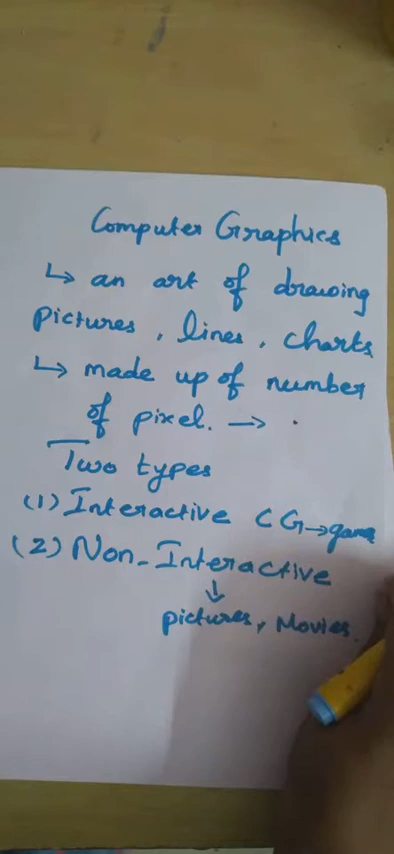 Computer Graphics
↳ an art of drawing
pictures, lines, charts
↳ made up of number
of pixel. → .
Two types
(1) Interactive CG → game
(2) Non-Interactive
↓
pictures, Movies.